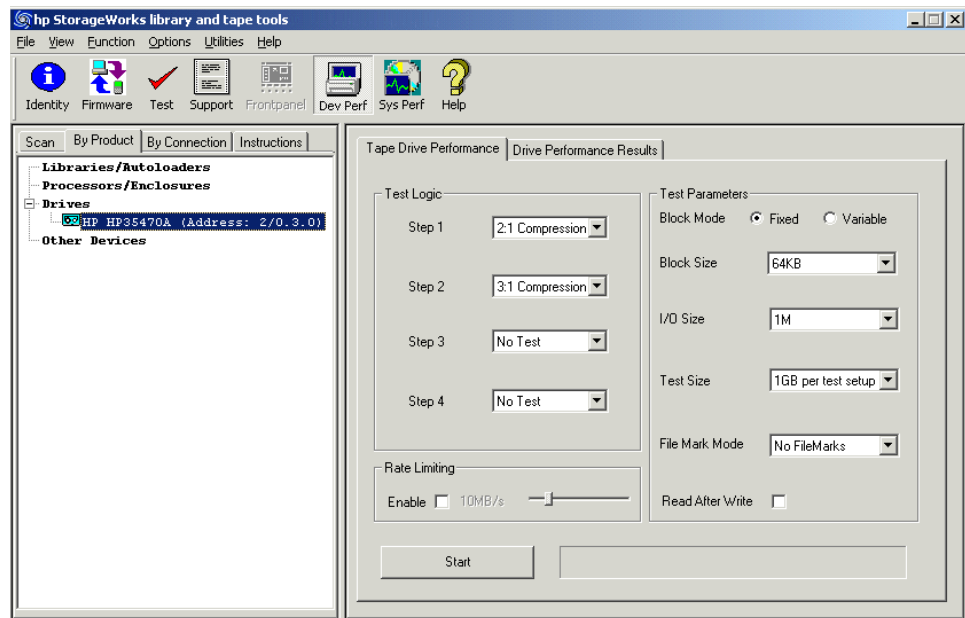 hp StorageWorks library and tape tools
File View Function Options Utilities Help
Identity Firmware Test Support Frontpanel Dev Perf Sys Perf Help
Scan By Product By Connection Instructions
Libraries/Autoloaders
Processors/Enclosures
Drives
HP HP35470A (Address: 2/0.3.0)
Other Devices
Tape Drive Performance Drive Performance Results
Test Logic
Step 1 2:1 Compression
Step 2 3:1 Compression
Step 3 No Test
Step 4 No Test
Rate Limiting
Enable 10MB/s
Test Parameters
Block Mode Fixed Variable
Block Size 64KB
I/O Size 1M
Test Size 1GB per test setup
File Mark Mode No FileMarks
Read After Write
Start